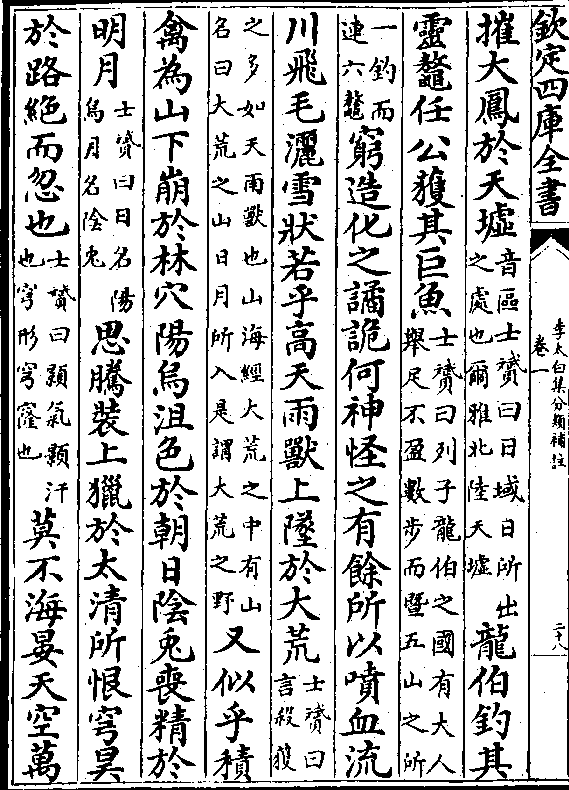 欽定四庫全書
李太白集分類補註
卷一
二十八
摧大鳳於天墟音區士贇曰日域日所出之處也爾雅北陸天墟龍伯釣其
靈鼇任公獲其巨魚士贇曰列子龍伯之國有大人舉足不盈數步而暨五山之所
一釣而連六鼇窮造化之譎詭何神怪之有餘所以噴血流
川飛毛灑雪狀若乎高天雨獸上墜於大荒士贇曰言殺獲
之多如天雨獸也山海經大荒之中有山名曰大荒之山日月所入是謂大荒之野又似乎積
禽為山下崩於林穴陽烏沮色於朝日陰兎喪精於
明月士贇曰日名陽烏月名陰兎思騰裝上獵於太清所恨穹昊
於路絶而忽也士贇曰顥氣顥汗也穹形穹窿也莫不海晏天空萬